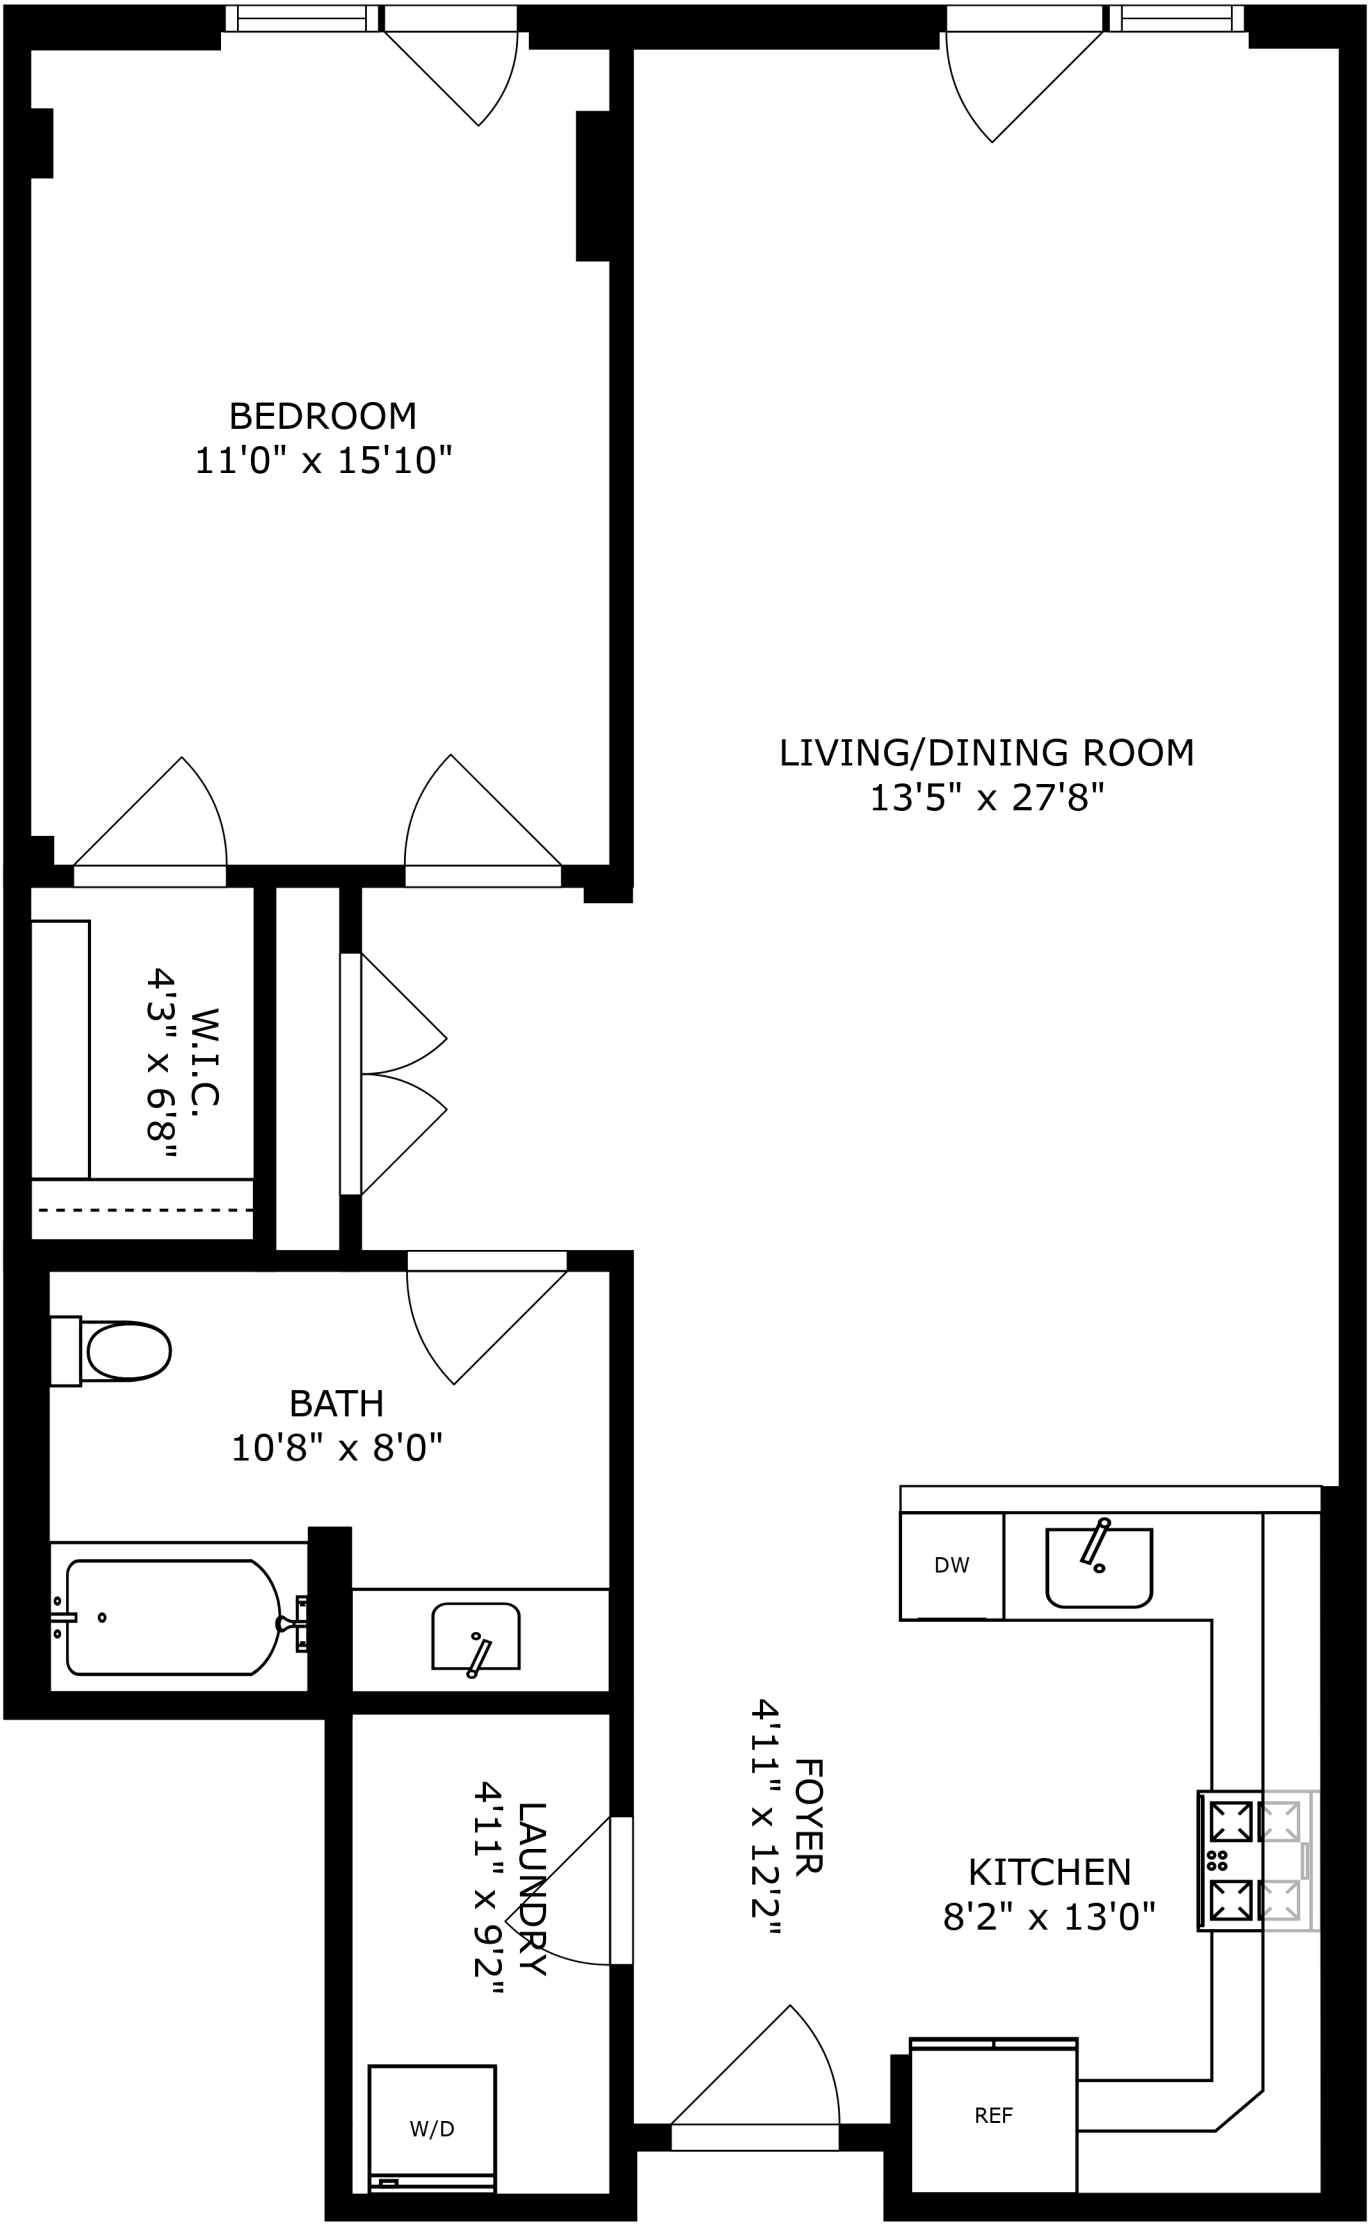 BEDROOM
11'0" x 15'10"
LIVING/DINING ROOM
13'5" x 27'8"
W.I.C.
4'3" x 6'8"
BATH
10'8" x 8'0"
DW
FOYER
4'11" x 12'2"
LAUNDRY
4'11" x 9'2"
KITCHEN
8'2" x 13'0"
W/D
REF